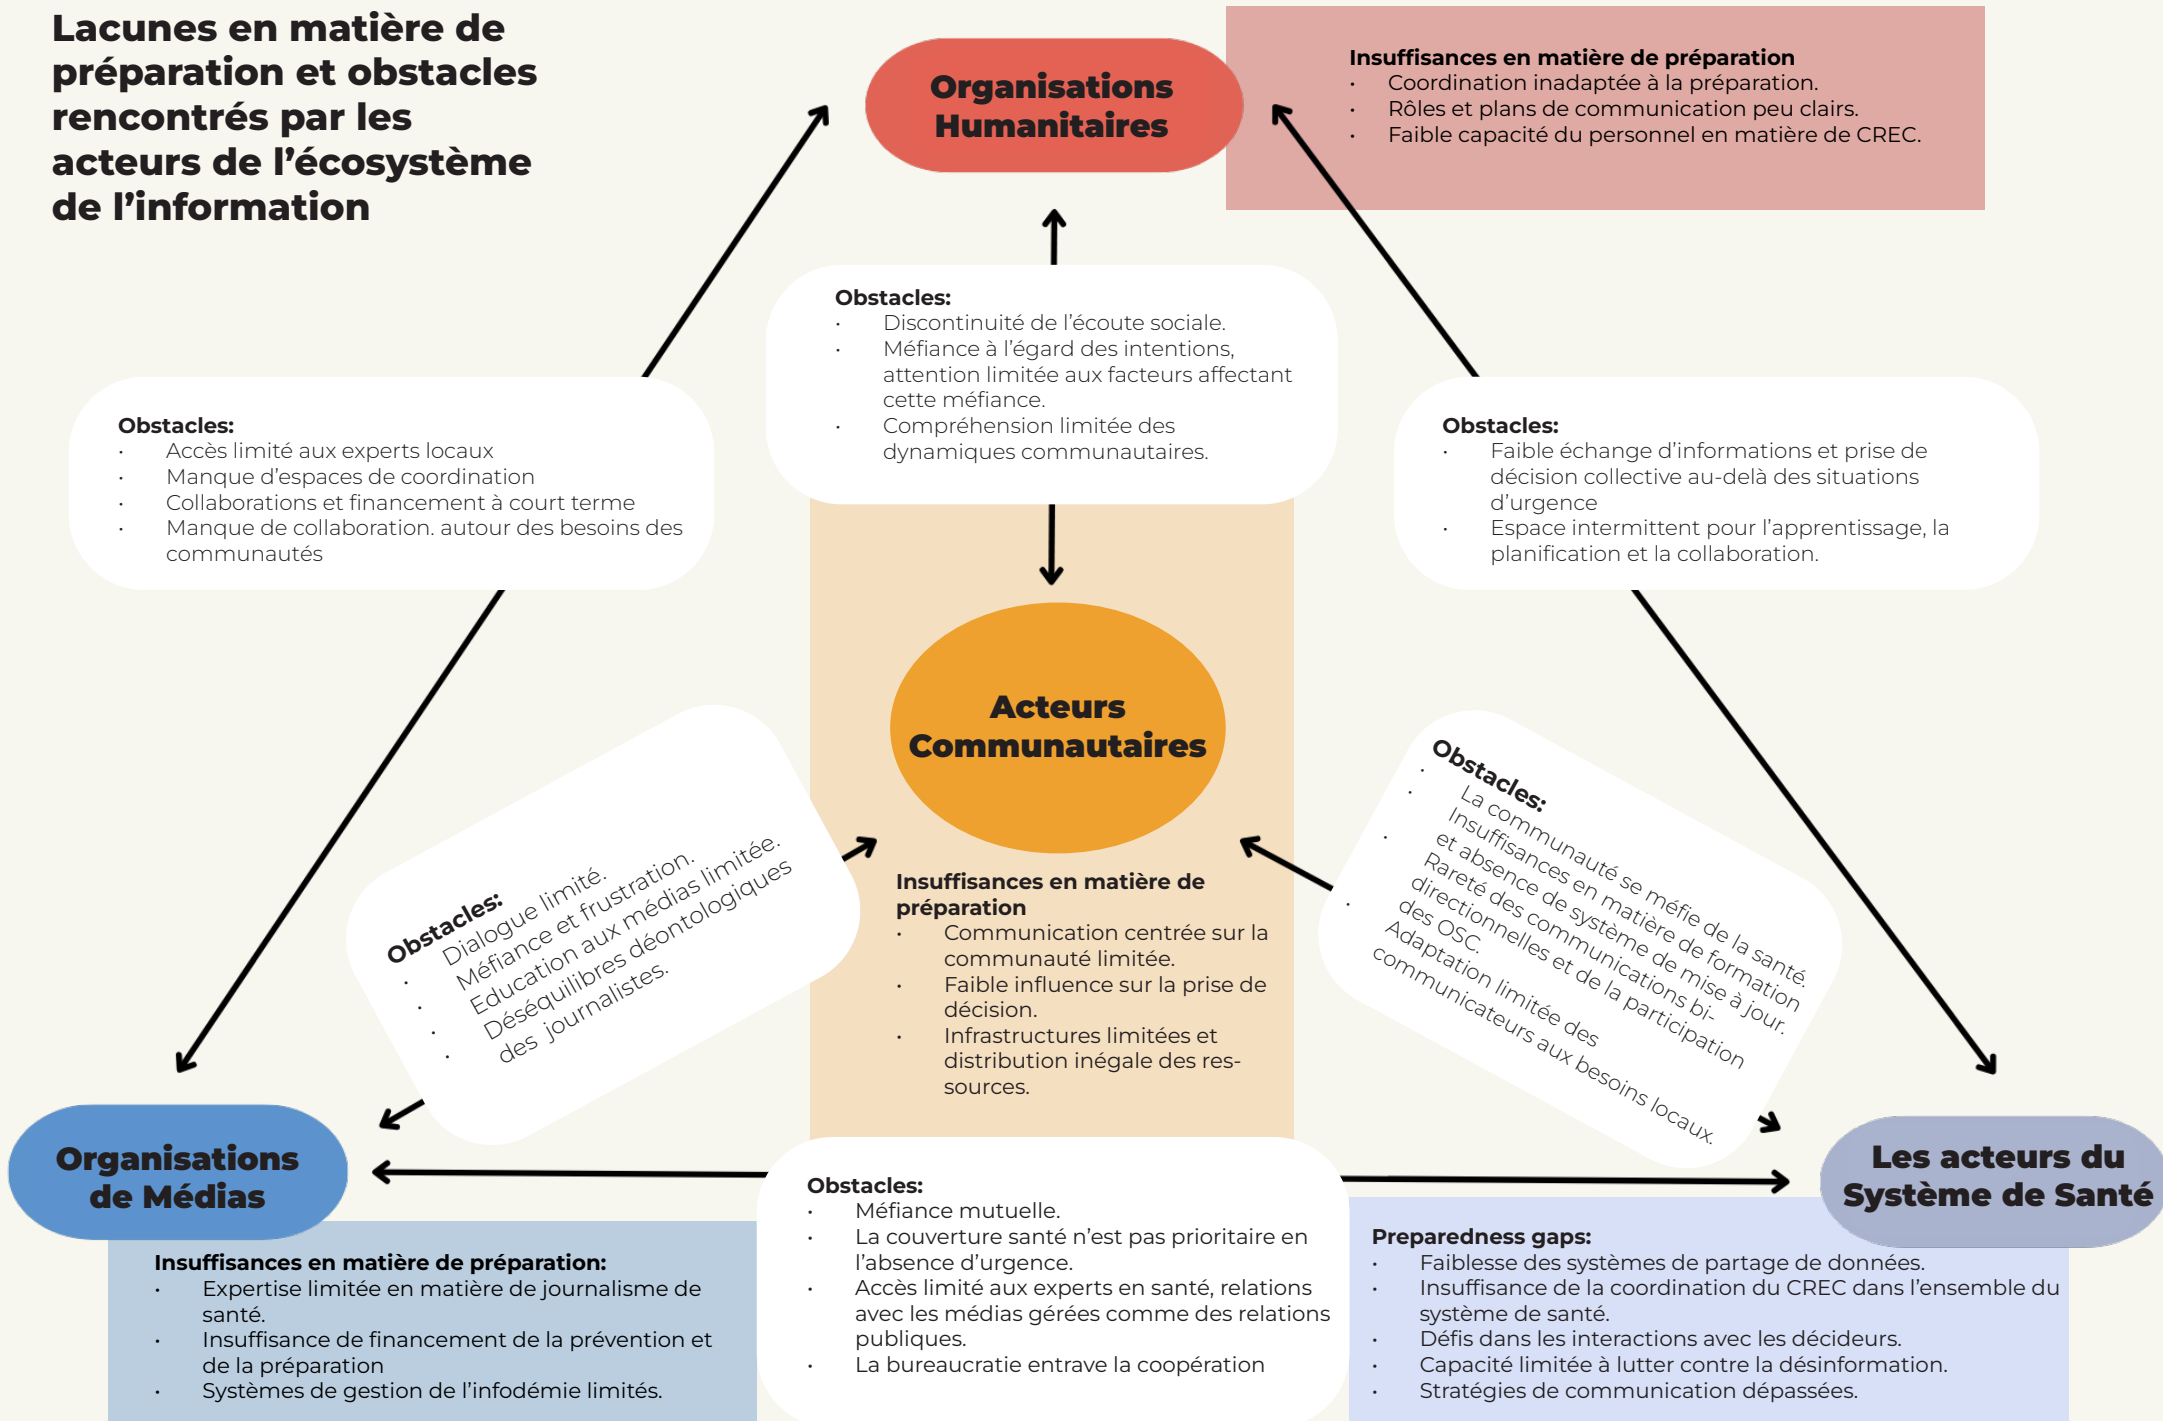 Lacunes en matière de
préparation et obstacles
rencontrés par les
acteurs de l'écosystème
de l'information
Organisations
Humanitaires
Insuffisances en matière de préparation
· Coordination inadaptée à la préparation.
· Rôles et plans de communication peu clairs.
· Faible capacité du personnel en matière de CREC.
Obstacles:
· Discontinuité de l'écoute sociale.
· Méfiance à l'égard des intentions,
attention limitée aux facteurs affectant
cette méfiance.
· Compréhension limitée des
dynamiques communautaires.
Obstacles:
· Accès limité aux experts locaux
· Manque d'espaces de coordination
· Collaborations et financement à court terme
· Manque de collaboration. autour des besoins des
communautés
Obstacles:
· Faible échange d'informations et prise de
décision collective au-delà des situations
d'urgence
· Espace intermittent pour l'apprentissage, la
planification et la collaboration.
Acteurs
Communautaires
Insuffisances en matière de
préparation
· Communication centrée sur la
communauté limitée.
· Faible influence sur la prise de
décision.
· Infrastructures limitées et
distribution inégale des res-
sources.
Obstacles:
· Dialogue limité.
· Méfiance et frustration.
· Education aux médias limitée.
· Déséquilibres déontologiques
des journalistes.
Obstacles:
· La communauté se méfie de la santé.
· Insuffisances en matière de formation
et absence de système de mise à jour.
· Rareté des communications bi-
directionnelles et de la participation
des OSC.
· Adaptation limitée des
communicateurs aux besoins locaux.
Organisations
de Médias
Insuffisances en matière de préparation:
· Expertise limitée en matière de journalisme de
santé.
· Insuffisance de financement de la prévention et
de la préparation
· Systèmes de gestion de l'infodémie limités.
Obstacles:
· Méfiance mutuelle.
· La couverture santé n'est pas prioritaire en
l'absence d'urgence.
· Accès limité aux experts en santé, relations
avec les médias gérées comme des relations
publiques.
· La bureaucratie entrave la coopération
Les acteurs du
Système de Santé
Preparedness gaps:
· Faiblesse des systèmes de partage de données.
· Insuffisance de la coordination du CREC dans l'ensemble du
système de santé.
· Défis dans les interactions avec les décideurs.
· Capacité limitée à lutter contre la désinformation.
· Stratégies de communication dépassées.